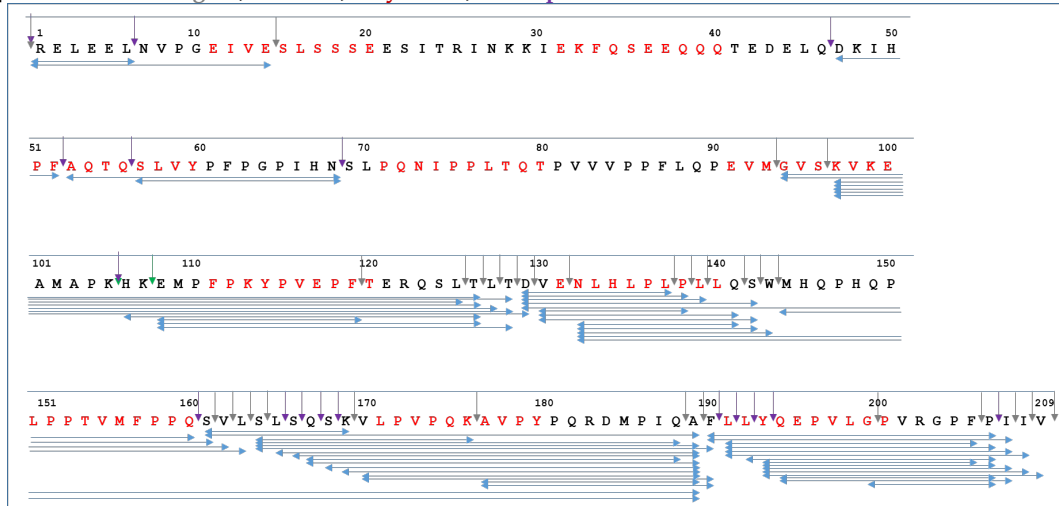 1 10 20 30 40 50
R E L E E L N V P G E I V E S L S S S E E S I T R I N K K I E K F Q S E E Q Q Q T E D E L Q D K I H
51 60 70 80 90 100
P F A Q T Q S L V Y P F P G P I H N S L P Q N I P P L T Q T P V V V P P F L Q P E V M G V S K V K E
101 110 120 130 140 150
A M A P K H K E M P F P K Y P V E P F T E R Q S L T L T D V E N L H L P L P L L Q S W M H Q P H Q P
151 160 170 180 190 200 209
L P P T V M F P P Q S V L S L S Q S K V L P V P Q K A V P Y P Q R D M P I Q A F L L Y Q E P V L G P V R G P F P I I V